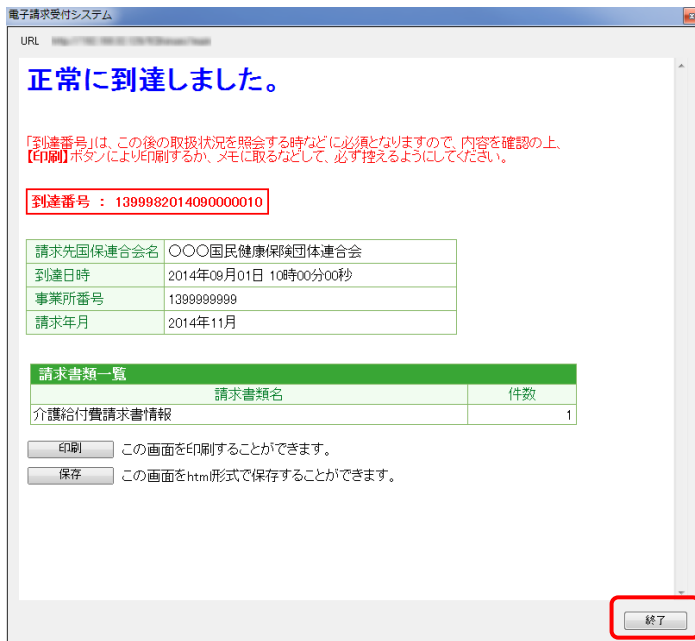 電子請求受付システム
URL
正常に到達しました。
「到達番号」は、この後の取扱状況を照会する時などに必須となりますので、内容を確認の上、
【印刷】ボタンにより印刷するか、メモに取るなどして、必ず控えるようにしてください。
到達番号 : 1399982014090000010
請求先国保連合会名 〇〇〇国民健康保険団体連合会
到達日時 2014年09月01日 10時00分00秒
事業所番号 1399999999
請求年月 2014年11月
請求書類一覧
請求書類名 件数
介護給付費請求書情報 1
印刷 この画面を印刷することができます。
保存 この画面をhtml形式で保存することができます。
終了